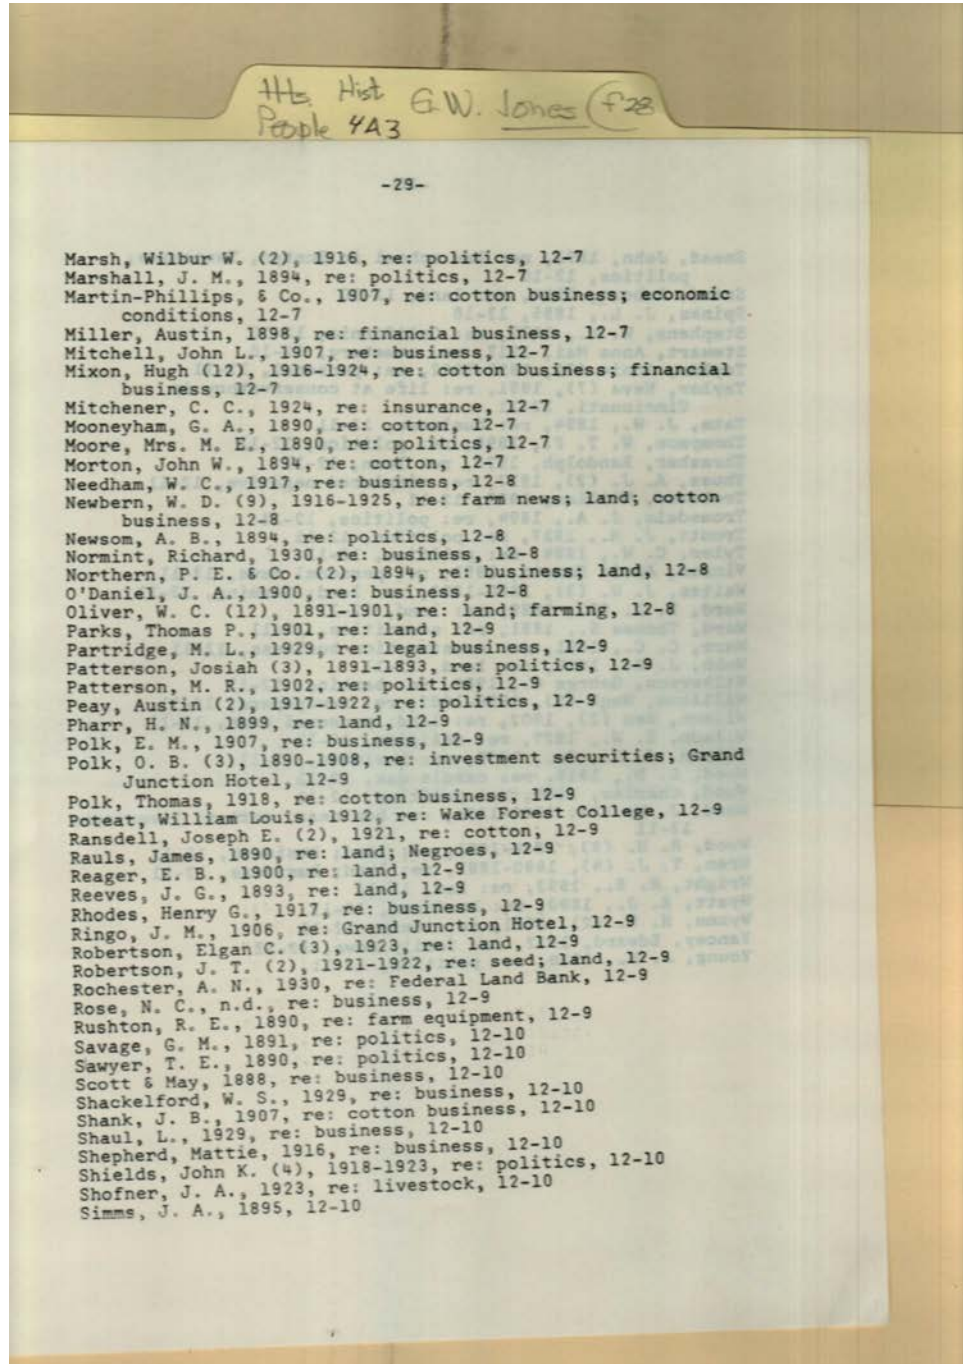 Hts. Hist G.W. Jones (f28
People 4A3
-29-
Marsh, Wilbur W. (2), 1916, re: politics, 12-7
Marshall, J. M., 1894, re: politics, 12-7
Martin-Phillips, & Co., 1907, re: cotton business; economic
conditions, 12-7
Miller, Austin, 1898, re: financial business, 12-7
Mitchell, John L., 1907, re: business, 12-7
Mixon, Hugh (12), 1916-1924, re: cotton business; financial
business, 12-7
Mitchener, C. C., 1924, re: insurance, 12-7
Mooneyham, G. A., 1890, re: cotton, 12-7
Moore, Mrs. M. E., 1890, re: politics, 12-7
Morton, John W., 1894, re: cotton, 12-7
Needham, W. C., 1917, re: business, 12-8
Newbern, W. D. (9), 1916-1925, re: farm news; land; cotton
business, 12-8
Newsom, A. B., 1894, re: politics, 12-8
Normint, Richard, 1930, re: business, 12-8
Northern, P. E. & Co. (2), 1894, re: business; land, 12-8
O'Daniel, J. A., 1900, re: business, 12-8
Oliver, W. C. (12), 1891-1901, re: land; farming, 12-8
Parks, Thomas P., 1901, re: land, 12-9
Partridge, M. L., 1929, re: legal business, 12-9
Patterson, Josiah (3), 1891-1893, re: politics, 12-9
Patterson, M. R., 1902, re: politics, 12-9
Peay, Austin (2), 1917-1922, re: politics, 12-9
Pharr, H. N., 1899, re: land, 12-9
Polk, E. M., 1907, re: business, 12-9
Polk, O. B. (3), 1890-1908, re: investment securities; Grand
Junction Hotel, 12-9
Polk, Thomas, 1918, re: cotton business, 12-9
Poteat, William Louis, 1912, re: Wake Forest College, 12-9
Ransdell, Joseph E. (2), 1921, re: cotton, 12-9
Rauls, James, 1890, re: land; Negroes, 12-9
Reager, E. B., 1900, re: land, 12-9
Reeves, J. G., 1893, re: land, 12-9
Rhodes, Henry G., 1917, re: business, 12-9
Ringo, J. M., 1906, re: Grand Junction Hotel, 12-9
Robertson, Elgan C. (3), 1923, re: land, 12-9
Robertson, J. T. (2), 1921-1922, re: seed; land, 12-9
Rochester, A. N., 1930, re: Federal Land Bank, 12-9
Rose, N. C., n.d., re: business, 12-9
Rushton, R. E., 1890, re: farm equipment, 12-9
Savage, G. M., 1891, re: politics, 12-10
Sawyer, T. E., 1890, re: politics, 12-10
Scott & May, 1888, re: business, 12-10
Shackelford, W. S., 1929, re: business, 12-10
Shank, J. B., 1907, re: cotton business, 12-10
Shaul, L., 1929, re: business, 12-10
Shepherd, Mattie, 1916, re: business, 12-10
Shields, John K. (4), 1918-1923, re: politics, 12-10
Shofner, J. A., 1923, re: livestock, 12-10
Simms, J. A., 1895, 12-10